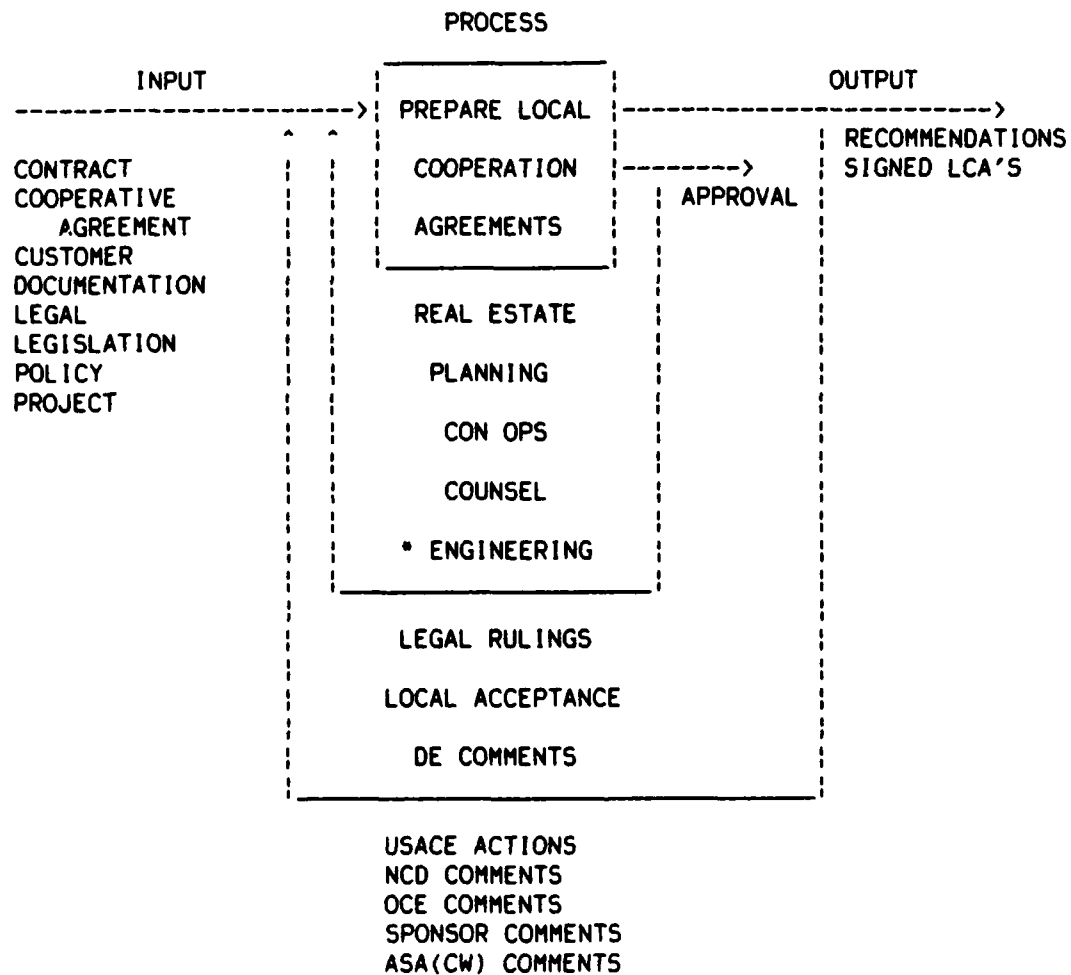 PROCESS
INPUT
OUTPUT
PREPARE LOCAL
COOPERATION
AGREEMENTS
RECOMMENDATIONS
SIGNED LCA'S
APPROVAL
CONTRACT
COOPERATIVE
AGREEMENT
CUSTOMER
DOCUMENTATION
LEGAL
LEGISLATION
POLICY
PROJECT
REAL ESTATE
PLANNING
CON OPS
COUNSEL
* ENGINEERING
LEGAL RULINGS
LOCAL ACCEPTANCE
DE COMMENTS
USACE ACTIONS
NCD COMMENTS
OCE COMMENTS
SPONSOR COMMENTS
ASA(CW) COMMENTS